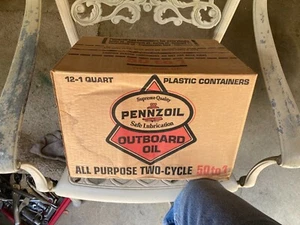 12-1 QUART PLASTIC CONTAINERS
Supreme Quality
PENNZOIL
Safe Lubrication
OUTBOARD
OIL
ALL PURPOSE TWO-CYCLE 50 to 1